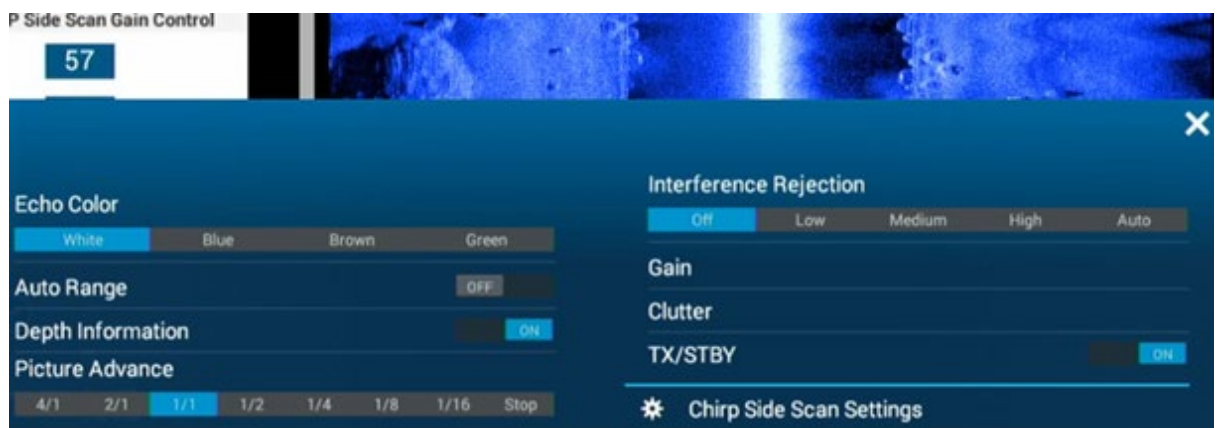 P Side Scan Gain Control
57
Echo Color
White Blue Brown Green
Auto Range OFF
Depth Information ON
Picture Advance
4/1 2/1 1/1 1/2 1/4 1/8 1/16 Stop
Interference Rejection
Off Low Medium High Auto
Gain
Clutter
TX/STBY ON
Chirp Side Scan Settings